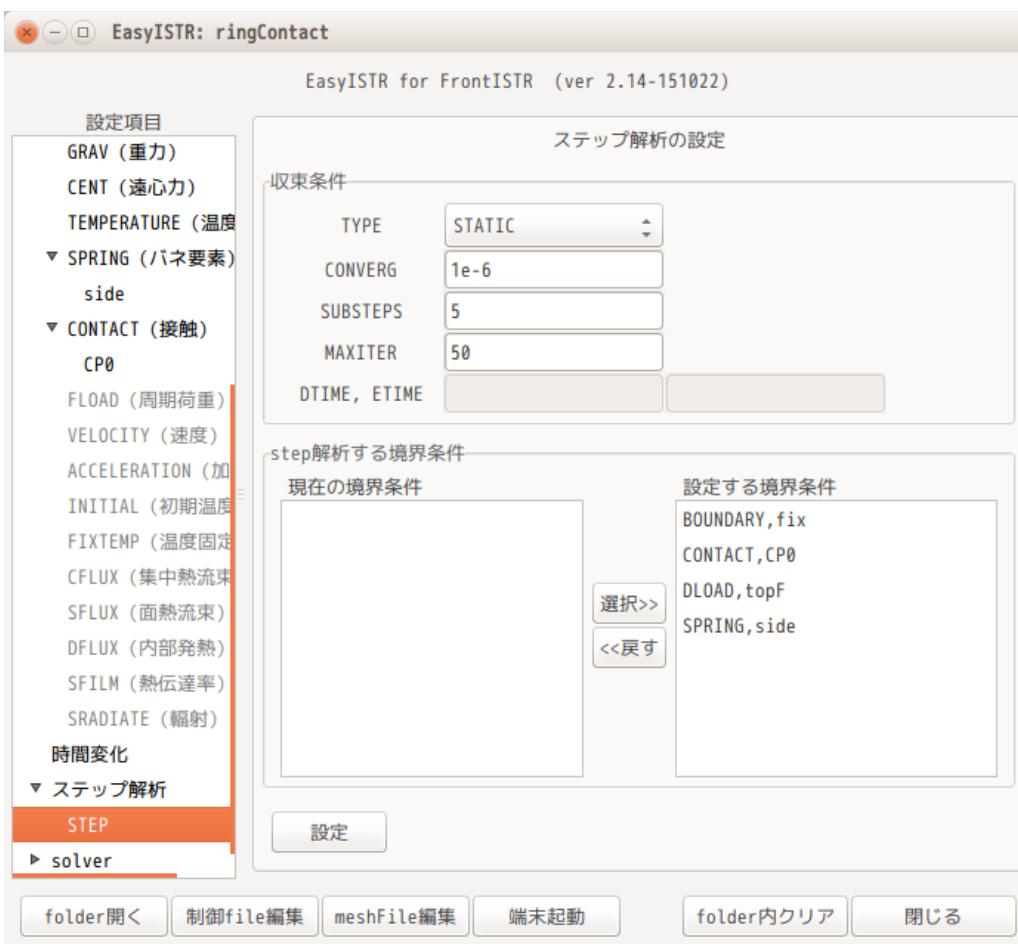 EasyISTR: ringContact
EasyISTR for FrontISTR (ver 2.14-151022)
設定項目
GRAV (重力)
CENT (遠心力)
TEMPERATURE (温度
SPRING (バネ要素)
side
CONTACT (接触)
CP0
FLOAD (周期荷重)
VELOCITY (速度)
ACCELERATION (加
INITIAL (初期温度
FIXTEMP (温度固定
CFLUX (集中熱流束
SFLUX (面熱流束)
DFLUX (内部発熱)
SFILM (熱伝達率)
SRADIATE (輻射)
時間変化
ステップ解析
STEP
solver
ステップ解析の設定
収束条件
TYPE STATIC
CONVERG 1e-6
SUBSTEPS 5
MAXITER 50
DTIME, ETIME
step解析する境界条件
現在の境界条件
選択>>
<<戻す
設定する境界条件
BOUNDARY,fix
CONTACT,CP0
DLOAD,topF
SPRING,side
設定
folder開く 制御file編集 meshFile編集 端末起動 folder内クリア 閉じる